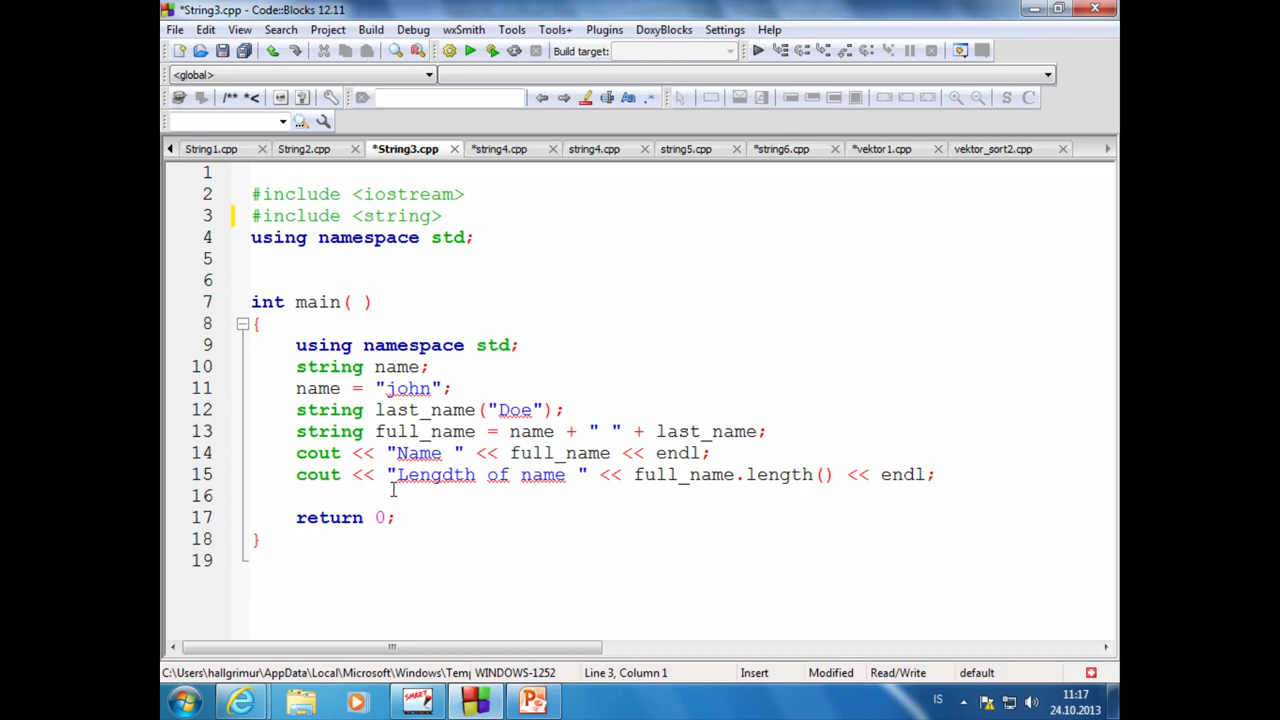 *String3.cpp - Code::Blocks 12.11
File Edit View Search Project Build Debug wxSmith Tools Tools+ Plugins DoxyBlocks Settings Help
Build target:
<global>
/** *<
Aa .* S C
String1.cpp String2.cpp *String3.cpp *string4.cpp string4.cpp string5.cpp *string6.cpp *vektor1.cpp vektor_sort2.cpp
1
2 #include <iostream>
3 #include <string>
4 using namespace std;
5
6
7 int main( )
8 {
9 using namespace std;
10 string name;
11 name = "john";
12 string last_name("Doe");
13 string full_name = name + " " + last_name;
14 cout << "Name " << full_name << endl;
15 cout << "Lengdth of name " << full_name.length() << endl;
16
17 return 0;
18 }
19
C:\Users\hallgrimur\AppData\Local\Microsoft\Windows\Temp WINDOWS-1252 Line 3, Column 1 Insert Modified Read/Write default
SMART IS 11:17
24.10.2013